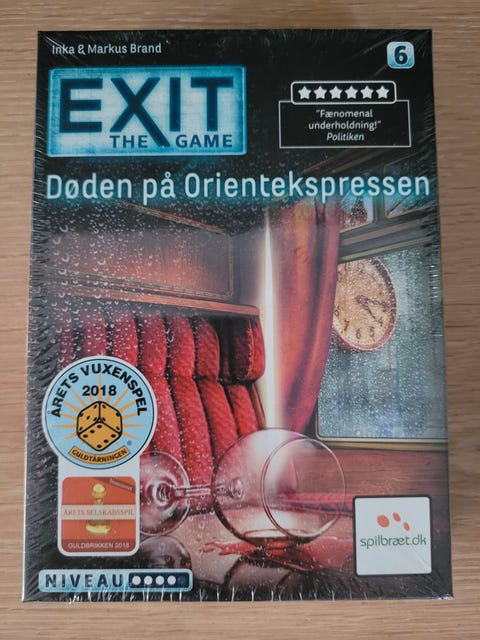 Inka & Markus Brand
6
EXIT
THE GAME
"Fænomenal
underholdning!"
Politiken
Døden på Orientekspressen
ÅRETS VUXENSPEL
2018
GULDTÄRNINGEN
ÅRETS SELSKABSSPIL
GULDBRIKKEN 2018
spilbræt.dk
NIVEAU